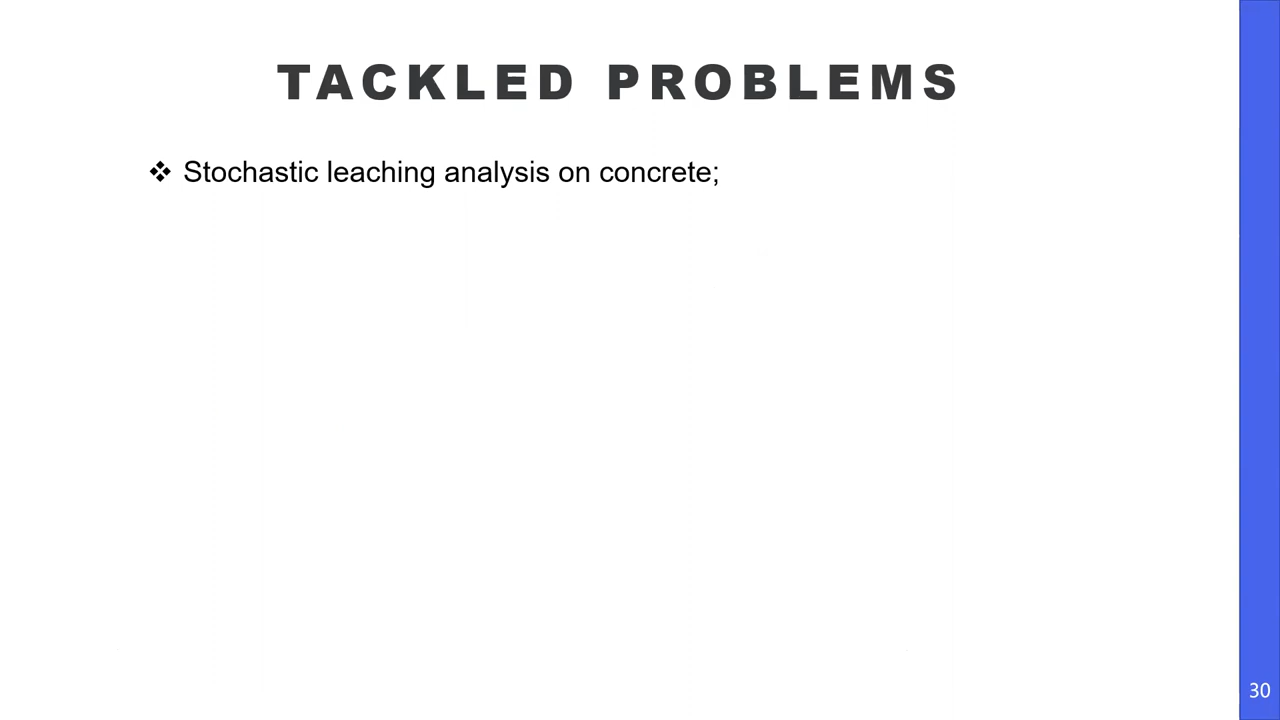 TACKLED PROBLEMS
❖ Stochastic leaching analysis on concrete;
30